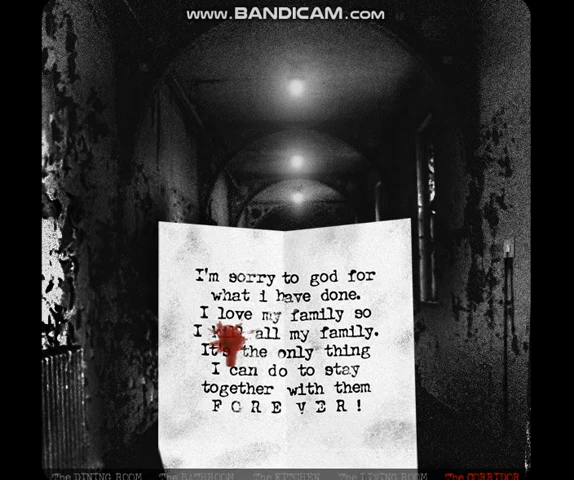 www.BANDICAM.com
I'm sorry to god for
what i have done.
I love my family so
I kill all my family.
It's the only thing
I can do to stay
together with them
F O R E V E R !
The DINING ROOM The BATHROOM The KITCHEN The LIVING ROOM The CORRIDOR